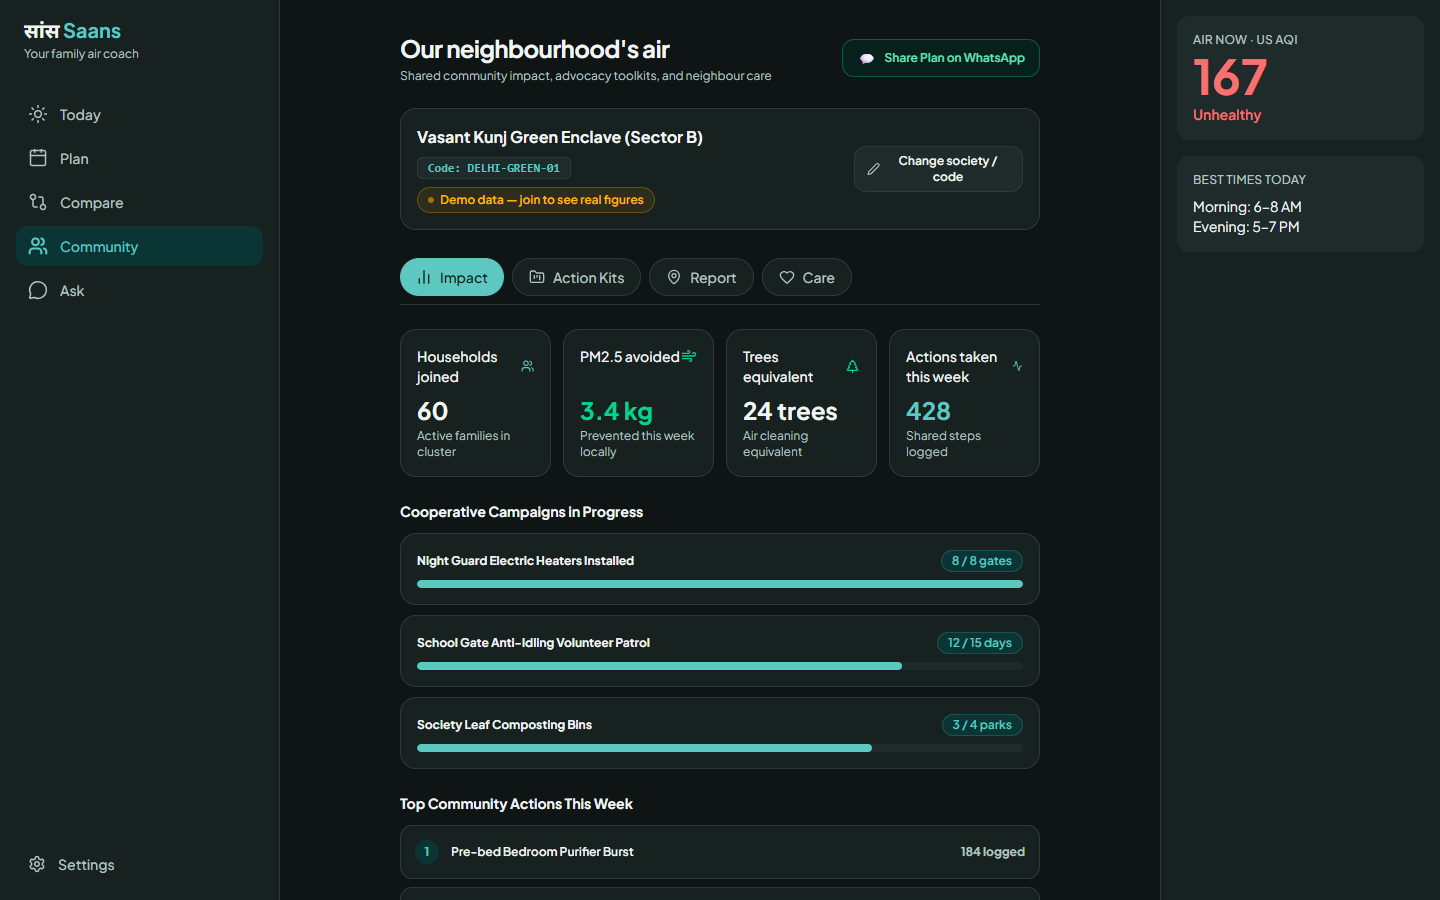 सांस Saans
Your family air coach
Today
Plan
Compare
Community
Ask
Settings
Our neighbourhood's air
Shared community impact, advocacy toolkits, and neighbour care
Share Plan on WhatsApp
Vasant Kunj Green Enclave (Sector B)
Code: DELHI-GREEN-01
Demo data — join to see real figures
Change society /
code
Impact
Action Kits
Report
Care
Households
joined
60
Active families in
cluster
PM2.5 avoided
3.4 kg
Prevented this week
locally
Trees
equivalent
24 trees
Air cleaning
equivalent
Actions taken
this week
428
Shared steps
logged
Cooperative Campaigns in Progress
Night Guard Electric Heaters Installed
8 / 8 gates
School Gate Anti-Idling Volunteer Patrol
12 / 15 days
Society Leaf Composting Bins
3 / 4 parks
Top Community Actions This Week
1 Pre-bed Bedroom Purifier Burst
184 logged
AIR NOW · US AQI
167
Unhealthy
BEST TIMES TODAY
Morning: 6–8 AM
Evening: 5–7 PM